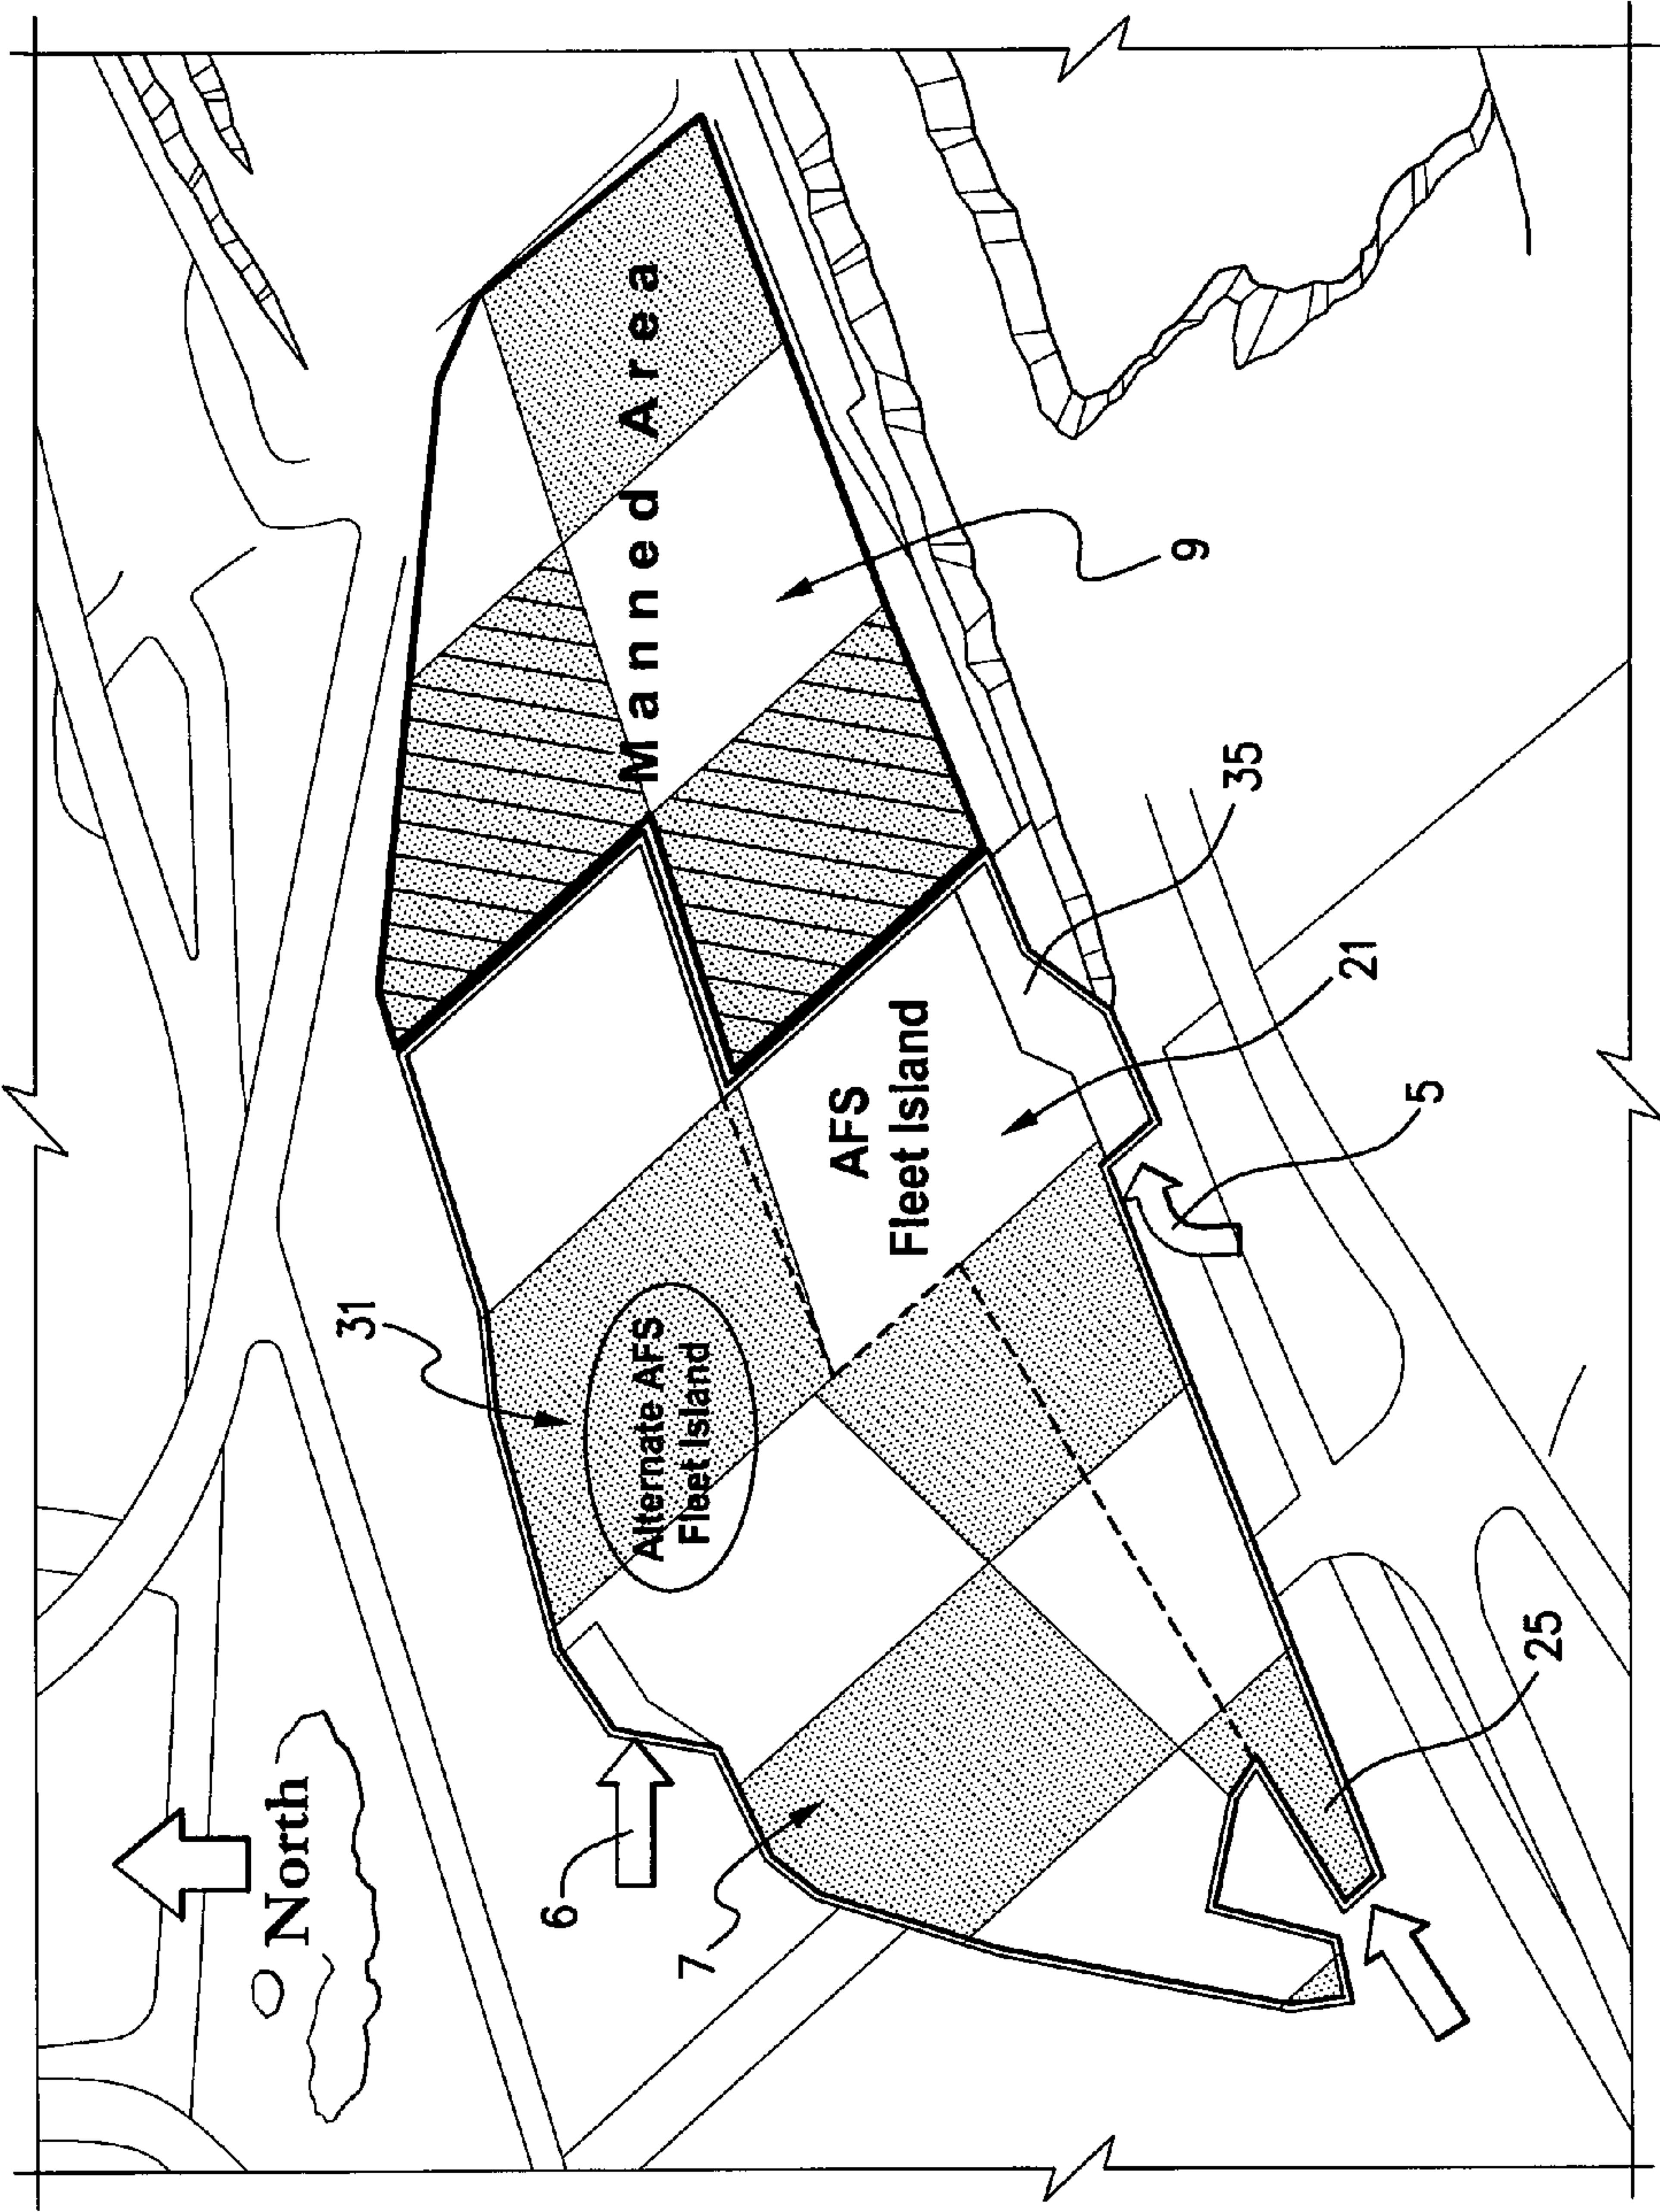 North
31
6
Manned Area
Alternate AFS
Fleet Island
7
AFS
Fleet Island
9
35
21
5
25